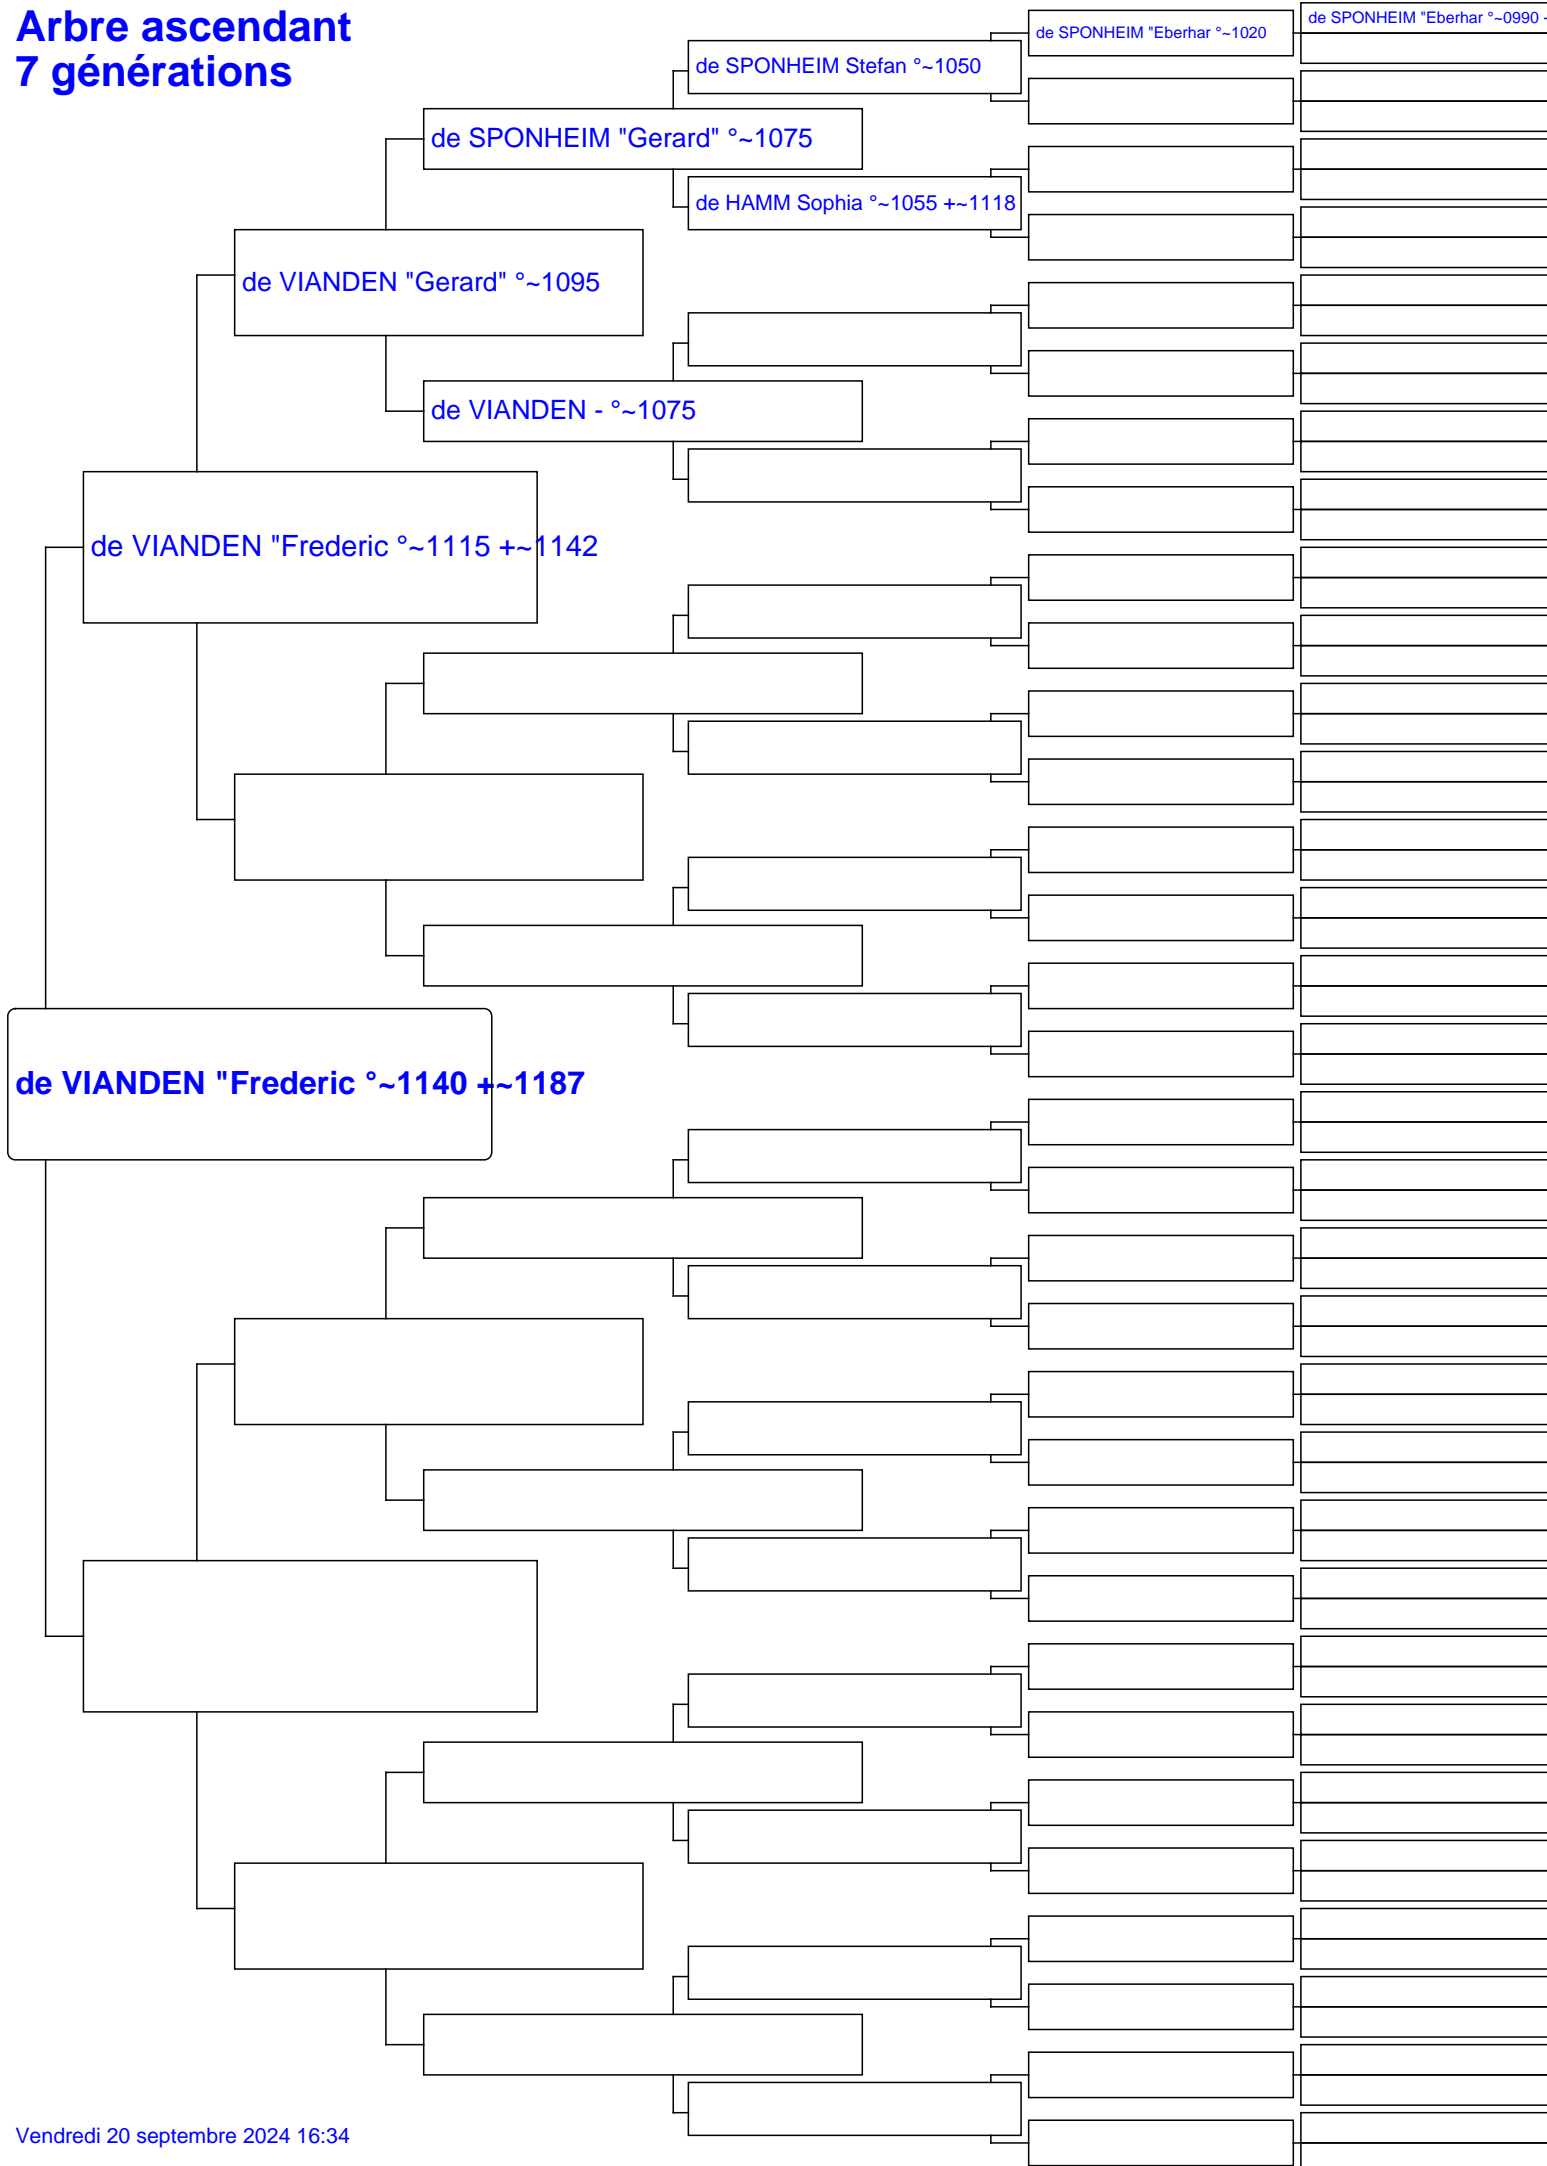 Arbre ascendant
7 générations
de SPONHEIM "Eberhar °~0990
de SPONHEIM "Eberhar °~1020
de SPONHEIM Stefan °~1050
de SPONHEIM "Gerard" °~1075
de HAMM Sophia °~1055 +~1118
de VIANDEN "Gerard" °~1095
de VIANDEN - °~1075
de VIANDEN "Frederic °~1115 +~1142
de VIANDEN "Frederic °~1140 +~1187
Vendredi 20 septembre 2024 16:34